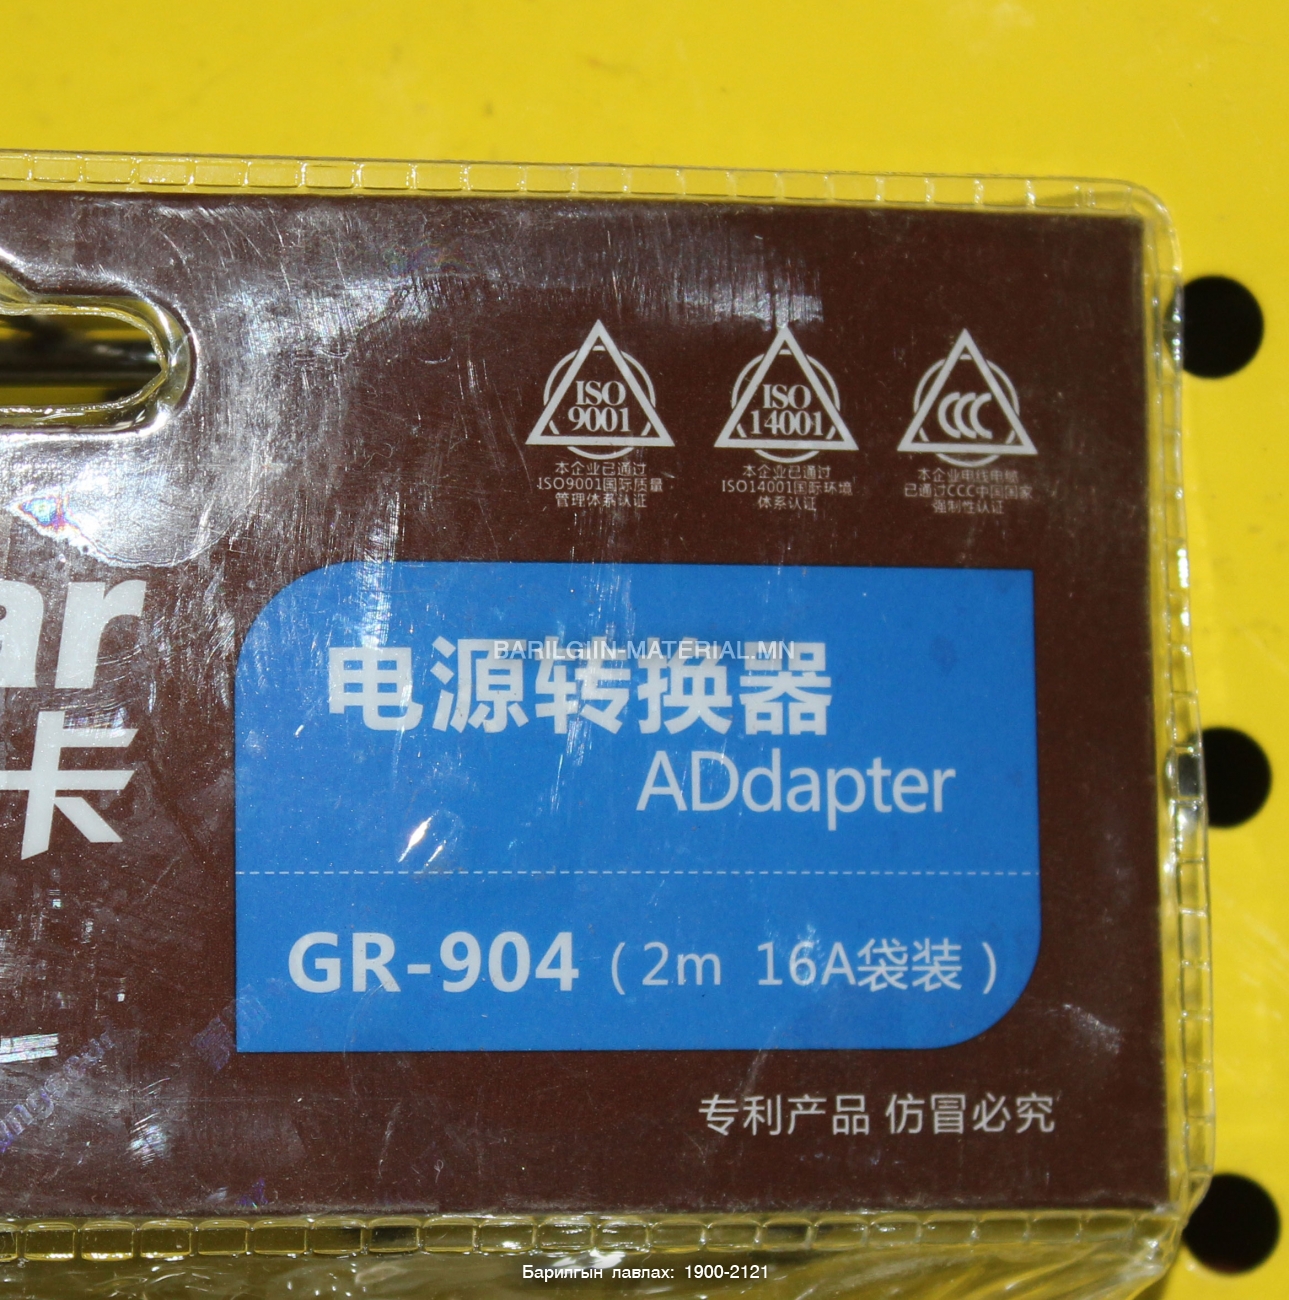 ISO
9001
本企业已通过
ISO9001国际质量
管理体系认证
ISO
14001
本企业已通过
ISO14001国际环境
体系认证
CCC
本企业电线电缆
已通过CCC中国国家
强制性认证
ar
卡
BARILGIIN-MATERIAL.MN
电源转换器
ADdapter
GR-904（2m 16A袋装）
专利产品 仿冒必究
Барилгын лавлах: 1900-2121